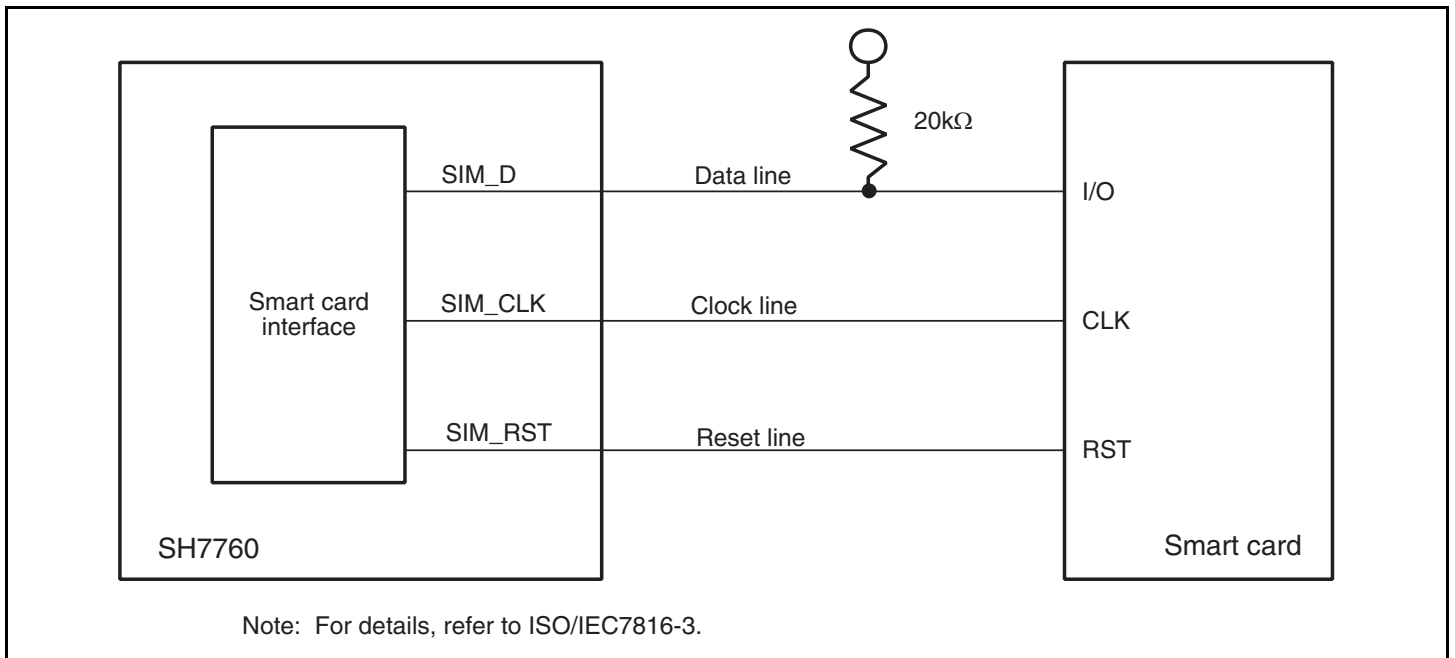 20kΩ
SIM_D
Data line
I/O
Smart card
interface
SIM_CLK
Clock line
CLK
SIM_RST
Reset line
RST
SH7760
Smart card
Note: For details, refer to ISO/IEC7816-3.